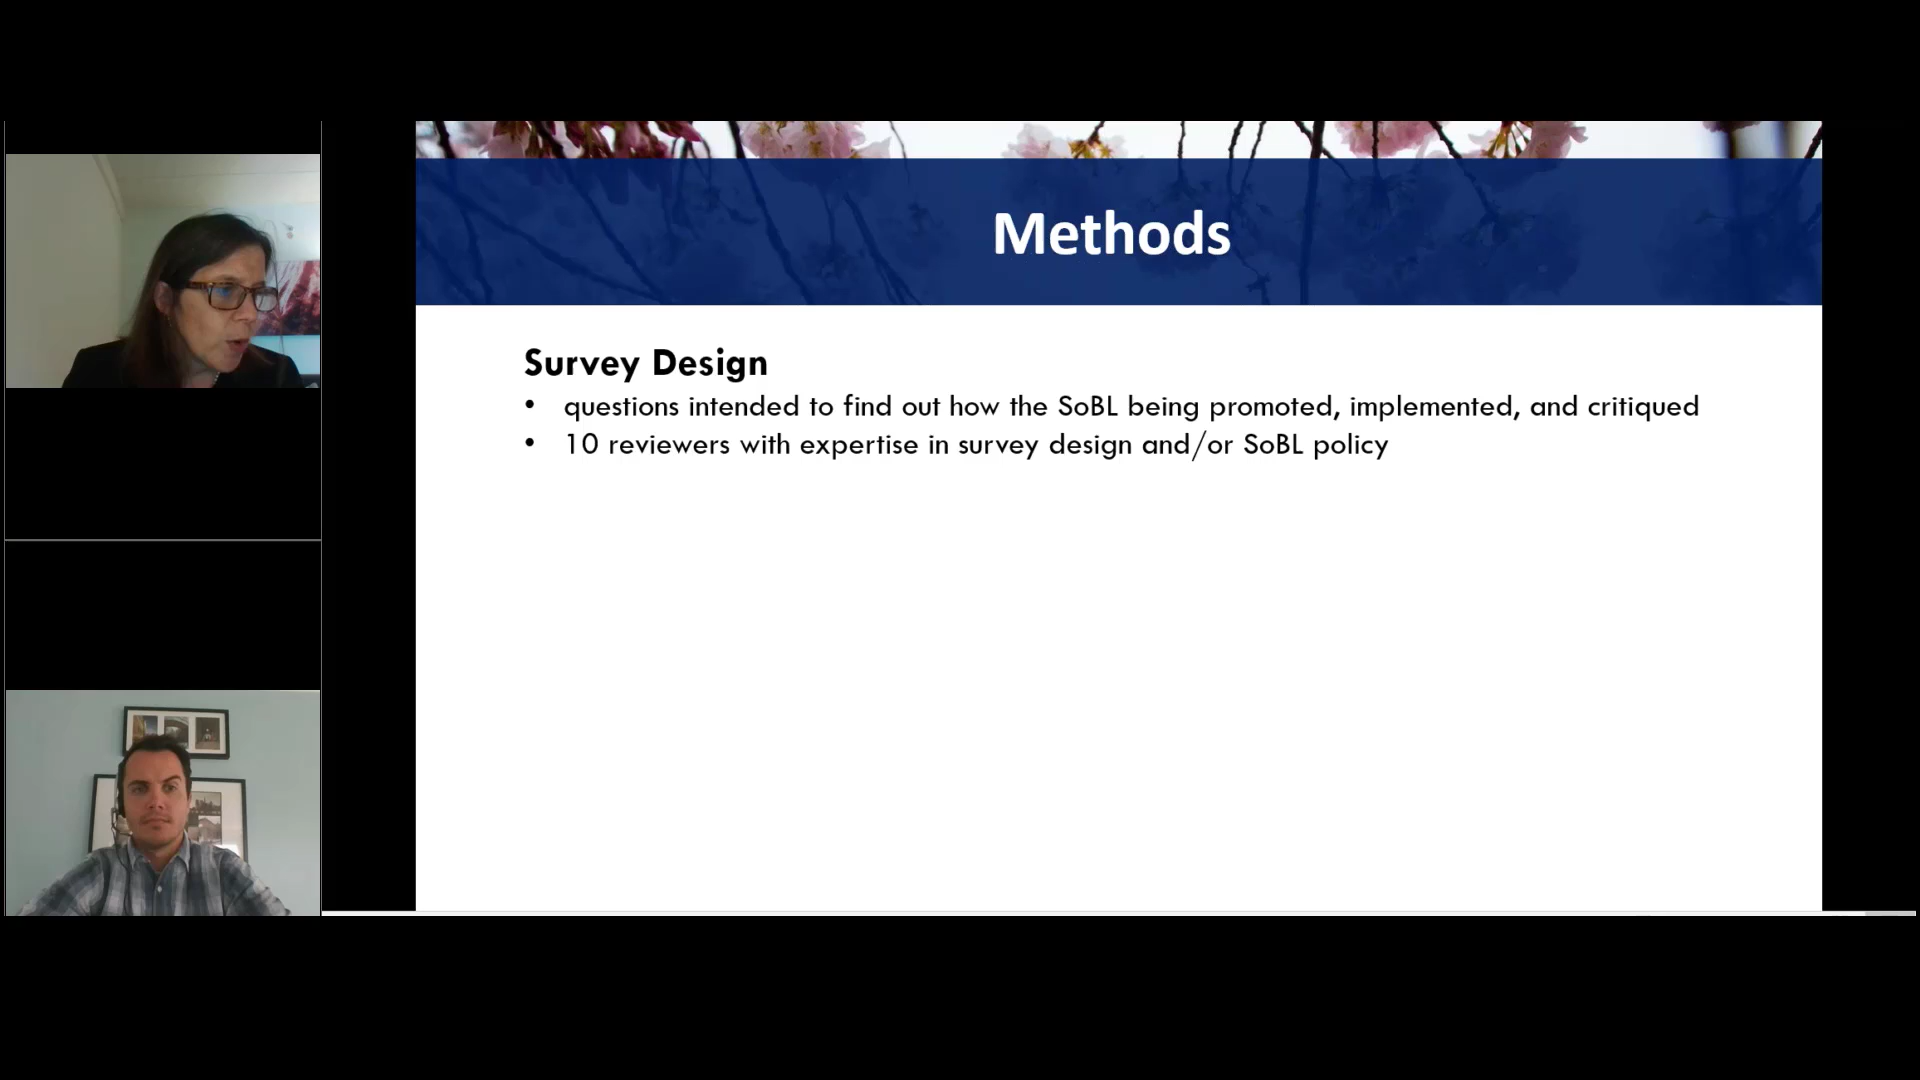 Methods
Survey Design
• questions intended to find out how the SoBL being promoted, implemented, and critiqued
• 10 reviewers with expertise in survey design and/or SoBL policy